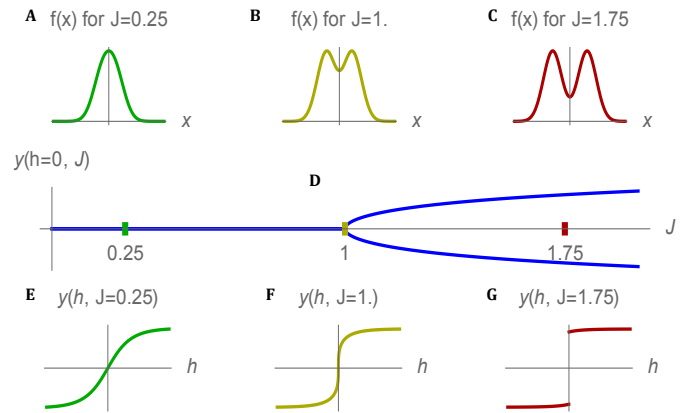 A f(x) for J=0.25
B f(x) for J=1.
C f(x) for J=1.75
x
x
x
y(h=0, J)
D
J
0.25
1
1.75
E y(h, J=0.25)
F y(h, J=1.)
G y(h, J=1.75)
h
h
h